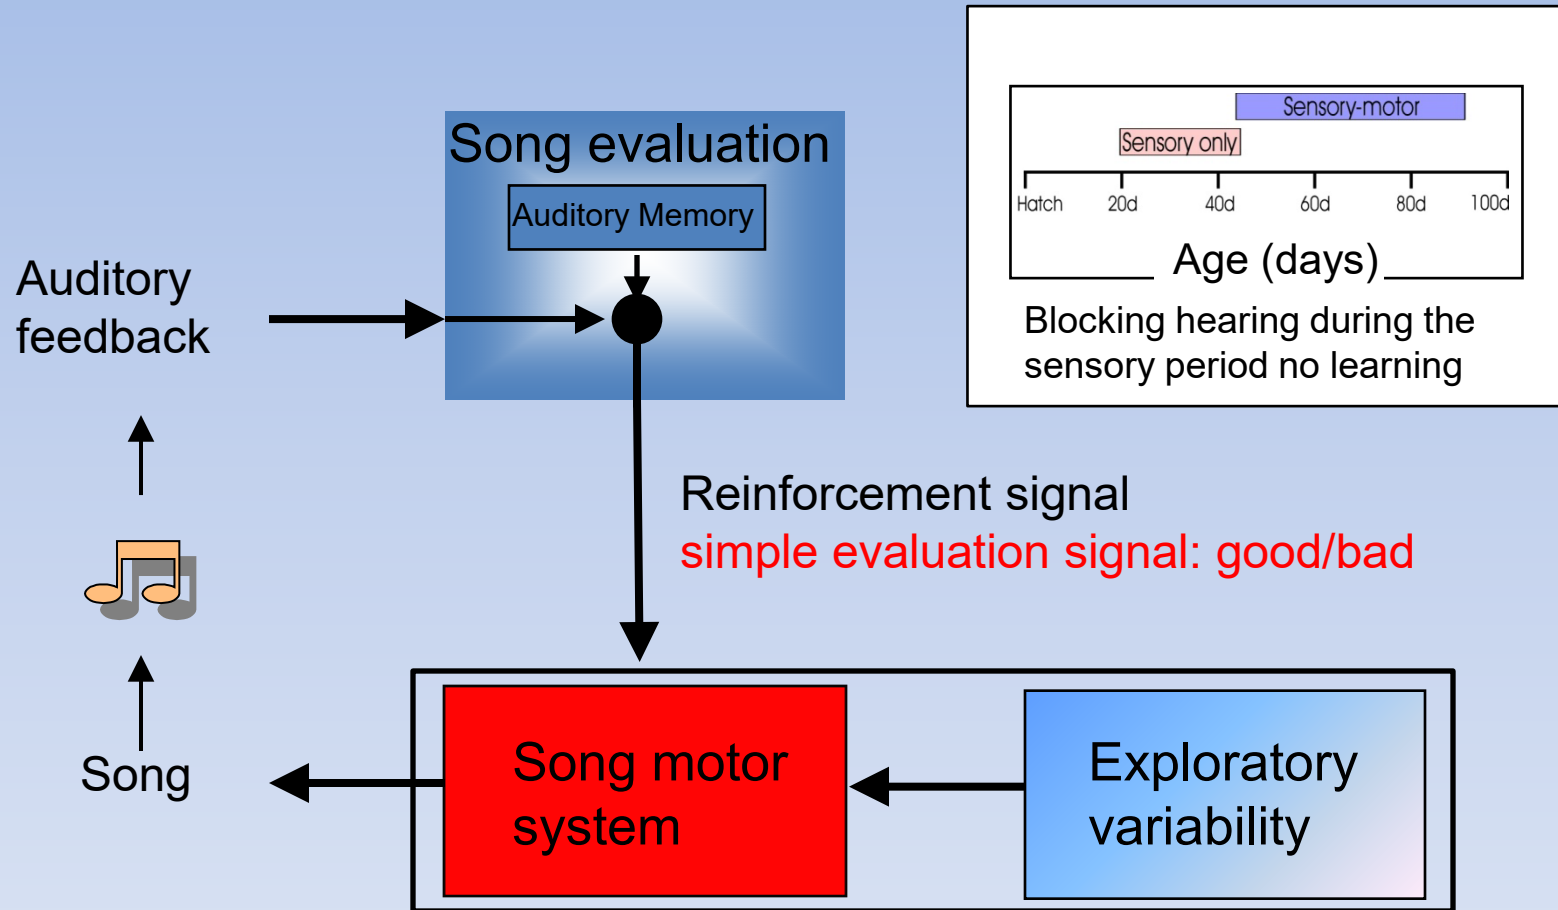 Song evaluation
Auditory Memory
Auditory
feedback
Song
Reinforcement signal
simple evaluation signal: good/bad
Song motor
system
Exploratory
variability
Sensory-motor
Sensory only
Hatch 20d 40d 60d 80d 100d
Age (days)
Blocking hearing during the
sensory period no learning